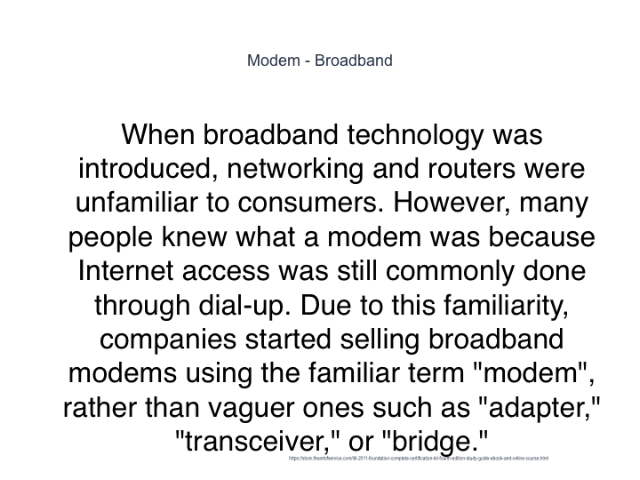 Modem - Broadband
When broadband technology was
introduced, networking and routers were
unfamiliar to consumers. However, many
people knew what a modem was because
Internet access was still commonly done
through dial-up. Due to this familiarity,
companies started selling broadband
modems using the familiar term "modem",
rather than vaguer ones such as "adapter,"
"transceiver," or "bridge."